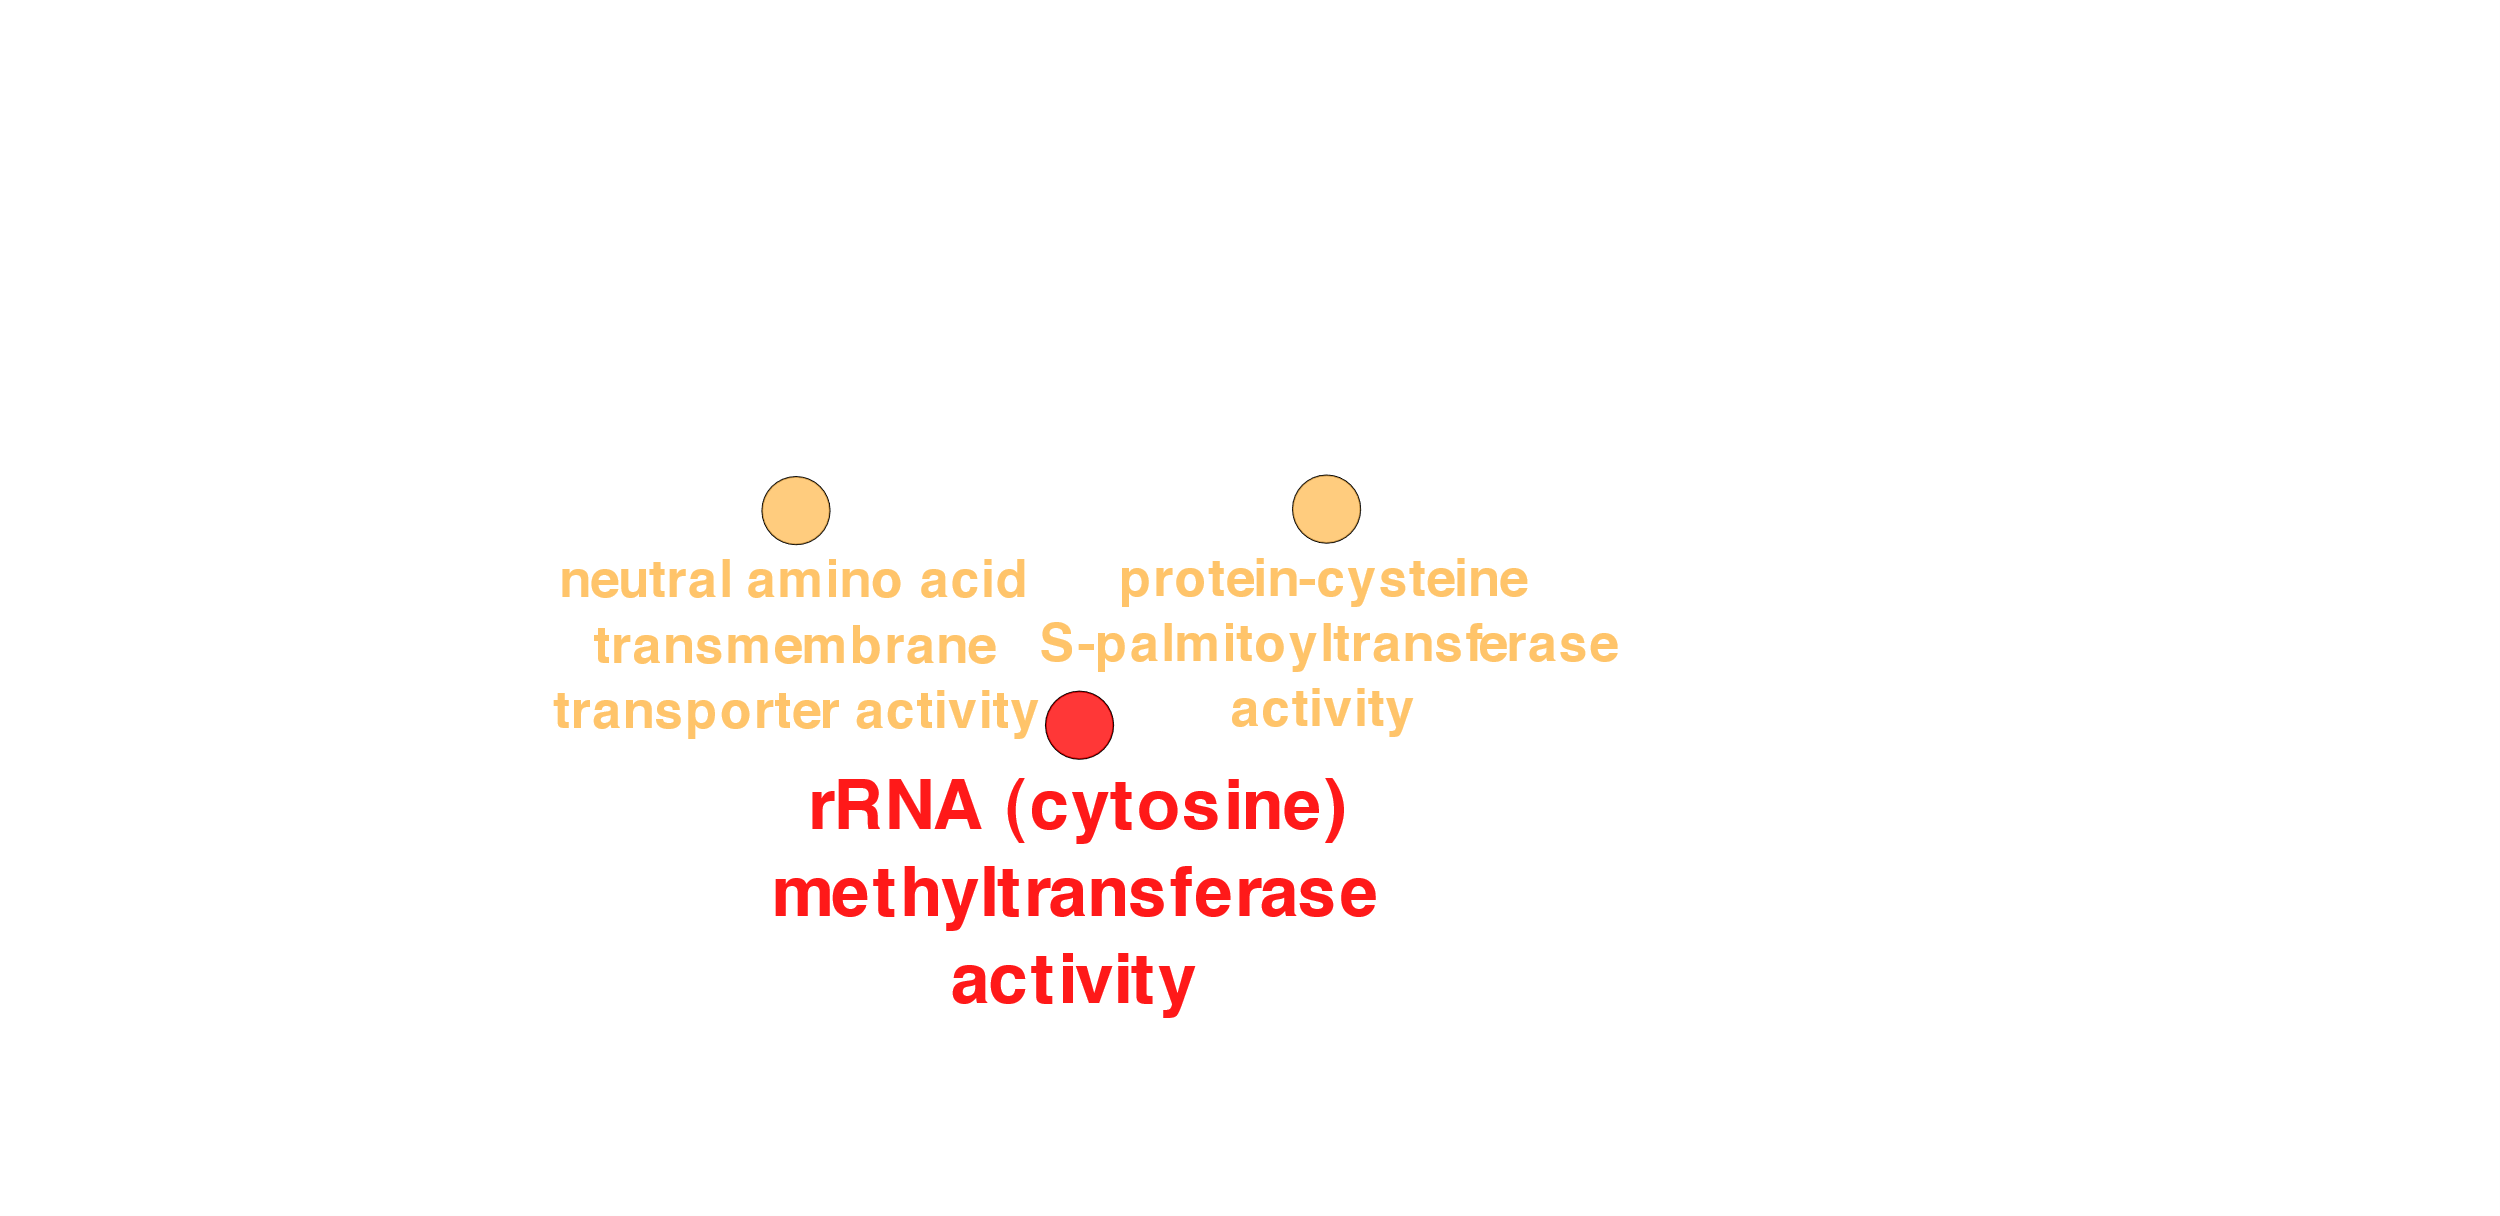 neutral amino acid
transmembrane
transporter activity
protein-cysteine
S-palmitoyltransferase
activity
rRNA (cytosine)
methyltransferase
activity